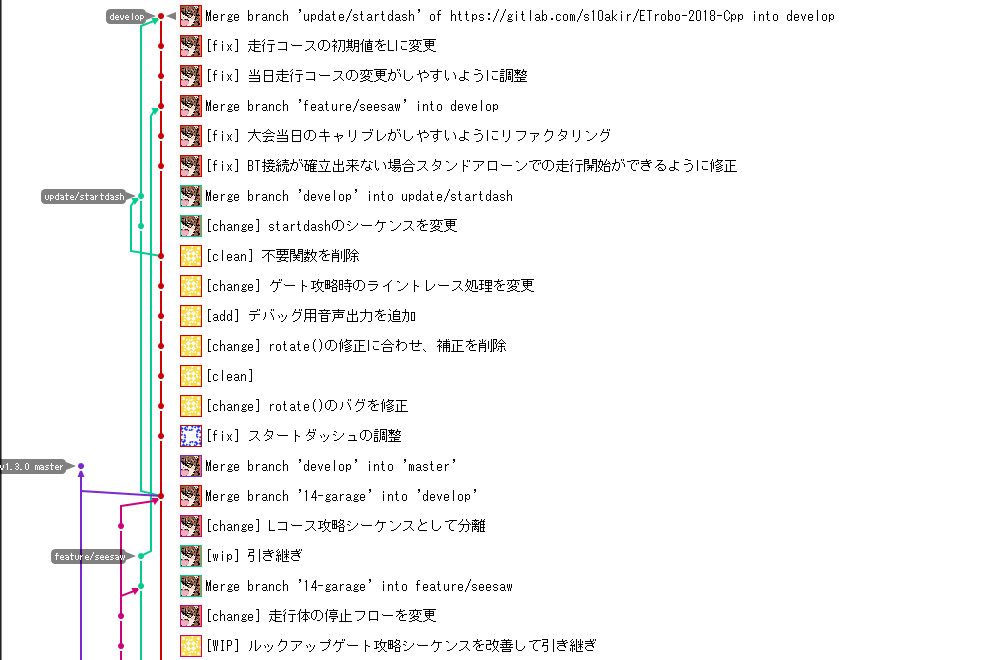 develop Merge branch 'update/startdash' of https://gitlab.com/s10akir/ETrobo-2018-Cpp into develop
[fix] 走行コースの初期値をLに変更
[fix] 当日走行コースの変更がしやすいように調整
Merge branch 'feature/seesaw' into develop
[fix] 大会当日のキャリブレがしやすいようにリファクタリング
[fix] BT接続が確立出来ない場合スタンドアローンでの走行開始ができるように修正
update/startdash Merge branch 'develop' into update/startdash
[change] startdashのシーケンスを変更
[clean] 不要関数を削除
[change] ゲート攻略時のライントレース処理を変更
[add] デバッグ用音声出力を追加
[change] rotate()の修正に合わせ、補正を削除
[clean]
[change] rotate()のバグを修正
[fix] スタートダッシュの調整
v1.3.0 master Merge branch 'develop' into 'master'
Merge branch '14-garage' into 'develop'
[change] Lコース攻略シーケンスとして分離
feature/seesaw [wip] 引き継ぎ
Merge branch '14-garage' into feature/seesaw
[change] 走行体の停止フローを変更
[WIP] ルックアップゲート攻略シーケンスを改善して引き継ぎ